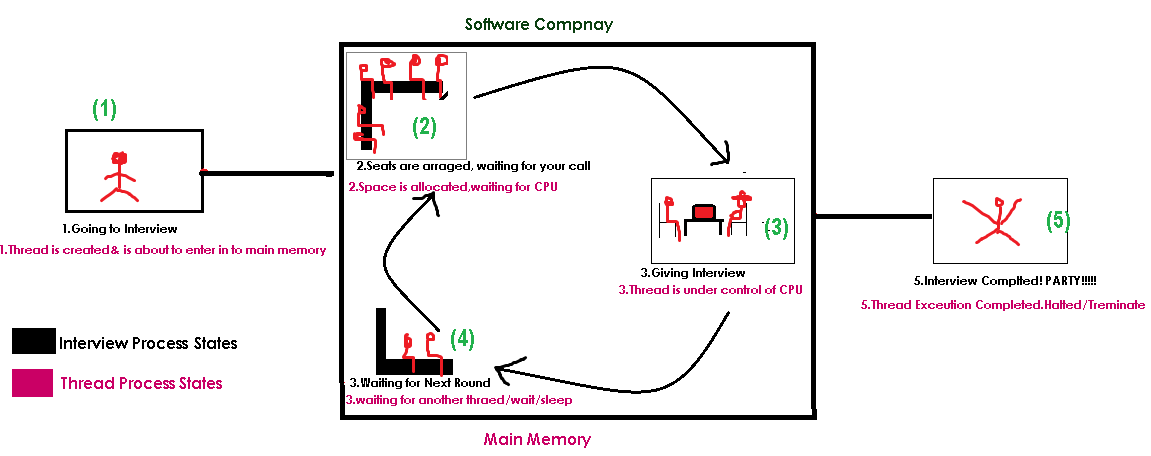 Software Compnay
(1)
(2)
2.Seats are arraged, waiting for your call
2.Space is allocated,waiting for CPU
(3)
(5)
1.Going to Interview
1.Thread is created& is about to enter in to main memory
3.Giving Interview
3.Thread is under control of CPU
5.Interview Complted! PARTY!!!!!
5.Thread Exceution Completed.Halted/Treminate
(4)
Interview Process States
Thread Process States
3.Waiting for Next Round
3.waiting for another thraed/wait/sleep
Main Memory